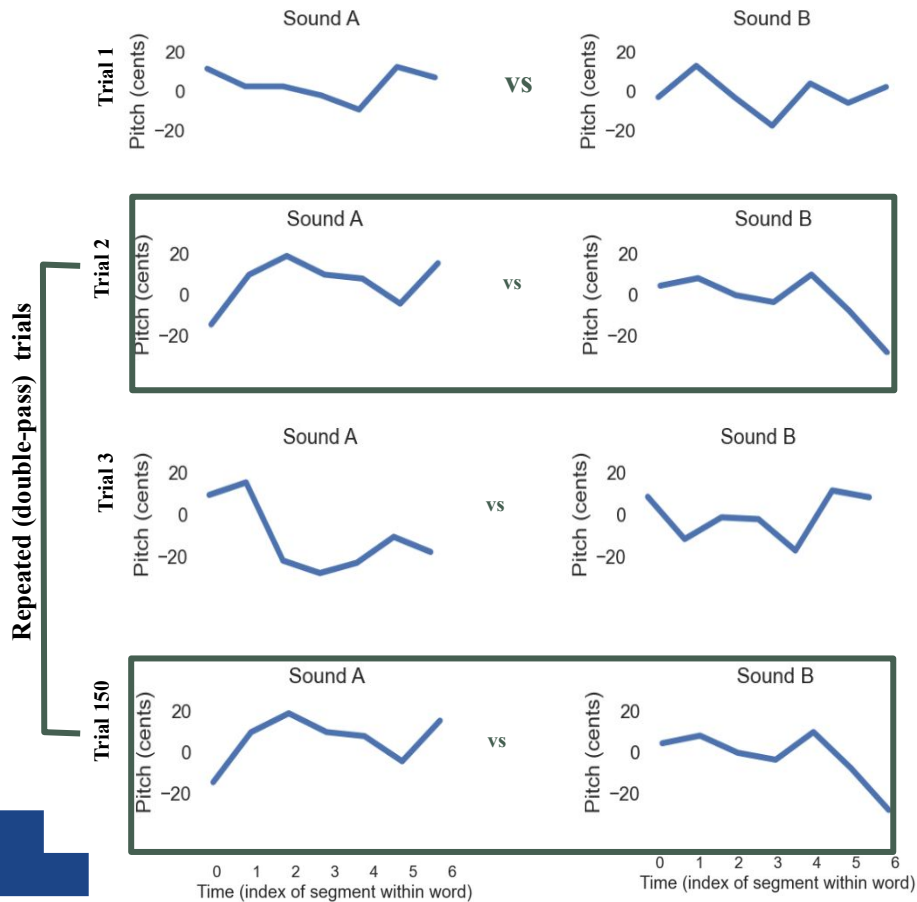 Sound A
Sound B
Trial 1
Pitch (cents)
20
0
−20
vs
Pitch (cents)
20
0
−20
Repeated (double-pass) trials
Sound A
Sound B
Trial 2
Pitch (cents)
20
0
−20
vs
Pitch (cents)
20
0
−20
Sound A
Sound B
Trial 3
Pitch (cents)
20
0
−20
vs
Pitch (cents)
20
0
−20
Sound A
Sound B
Trial 150
Pitch (cents)
20
0
−20
vs
Pitch (cents)
20
0
−20
0 1 2 3 4 5 6
Time (index of segment within word)
0 1 2 3 4 5 6
Time (index of segment within word)